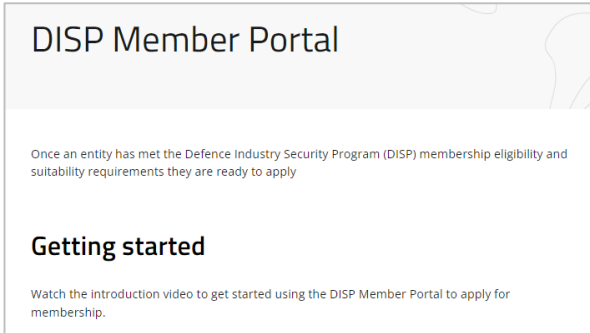 DISP Member Portal
Once an entity has met the Defence Industry Security Program (DISP) membership eligibility and
suitability requirements they are ready to apply
Getting started
Watch the introduction video to get started using the DISP Member Portal to apply for
membership.